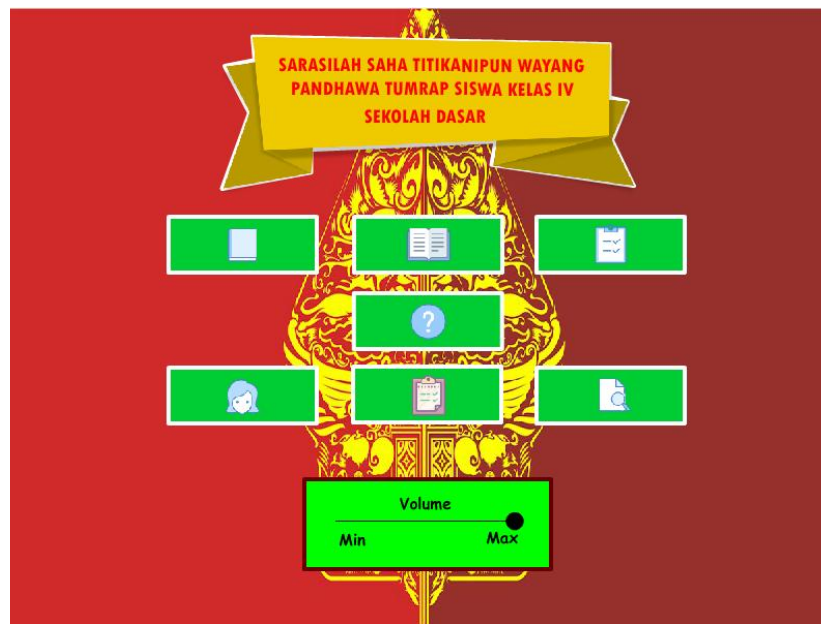 SARASILAH SAHA TITIKANIPUN WAYANG
PANDHAWA TUMRAP SISWA KELAS IV
SEKOLAH DASAR
?
Volume
Min Max